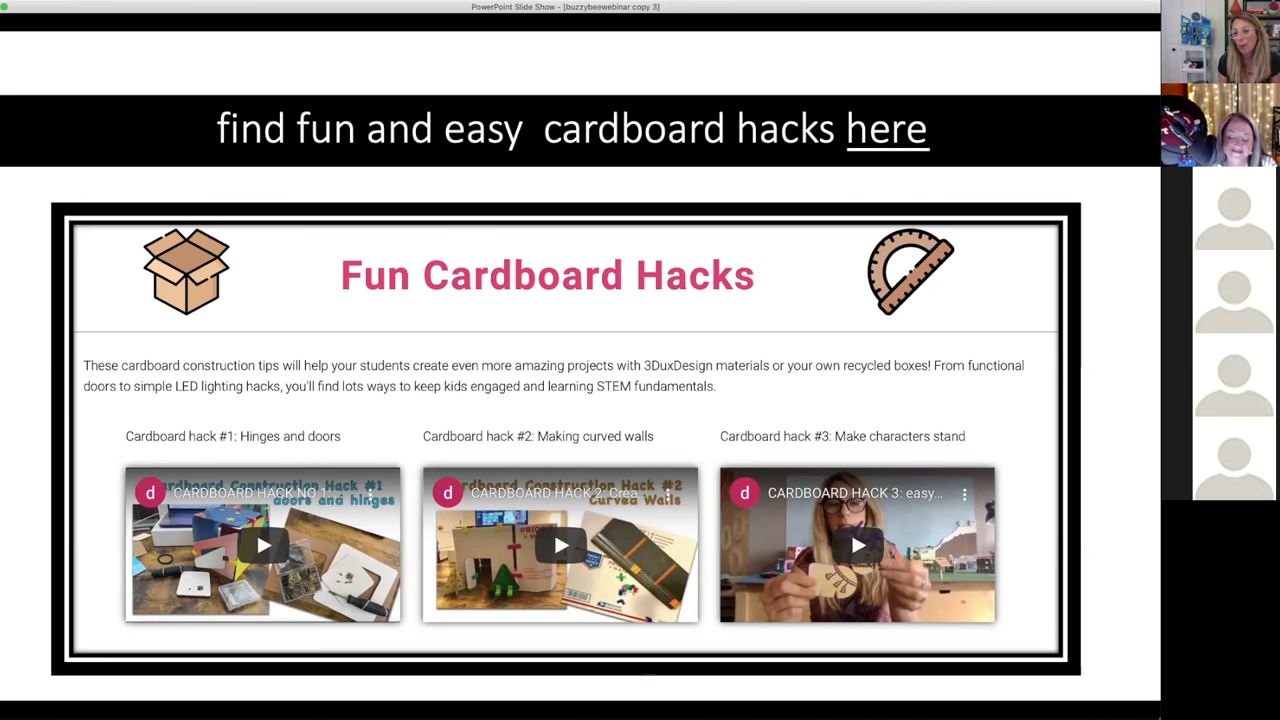 PowerPoint Slide Show - [buzzybeewebinar copy 3]
find fun and easy cardboard hacks here
Fun Cardboard Hacks
These cardboard construction tips will help your students create even more amazing projects with 3DuxDesign materials or your own recycled boxes! From functional
doors to simple LED lighting hacks, you'll find lots ways to keep kids engaged and learning STEM fundamentals.
Cardboard hack #1: Hinges and doors
Cardboard hack #2: Making curved walls
Cardboard hack #3: Make characters stand
Cardboard Construction Hack #1
d CARDBOARD HACK NO 1:
doors and hinges
Cardboard Construction Hack #2
d CARDBOARD HACK 2: Crea...
Curved Walls
d CARDBOARD HACK 3: easy...